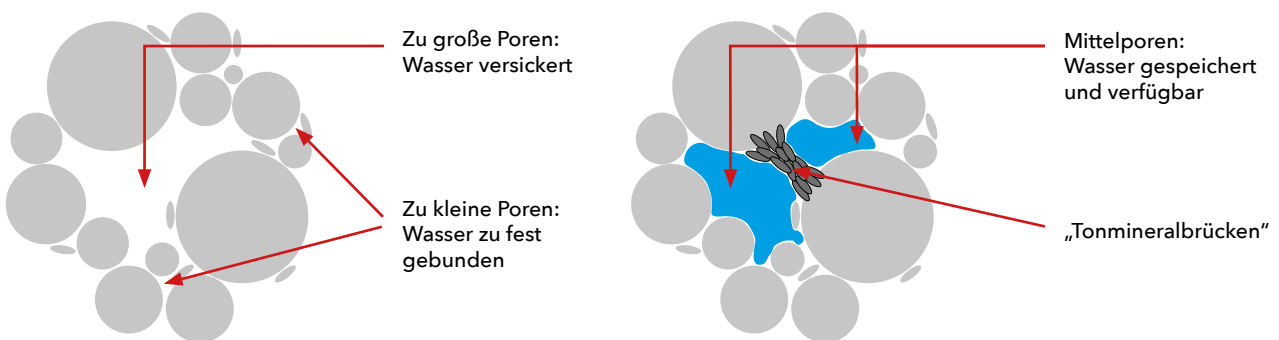 Zu große Poren:
Wasser versickert
Zu kleine Poren:
Wasser zu fest
gebunden
Mittelporen:
Wasser gespeichert
und verfügbar
„Tonmineralbrücken“